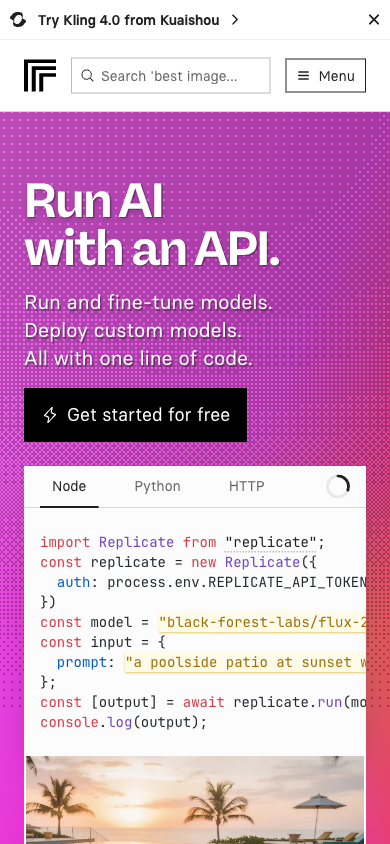 Try Kling 4.0 from Kuaishou
Search 'best image...
Menu
Run AI
with an API.
Run and fine-tune models.
Deploy custom models.
All with one line of code.
Get started for free
Node
Python
HTTP
import Replicate from "replicate";
const replicate = new Replicate({
auth: process.env.REPLICATE_API_TOKEN
})
const model = "black-forest-labs/flux-2
const input = {
prompt: "a poolside patio at sunset w
};
const [output] = await replicate.run(mo
console.log(output);